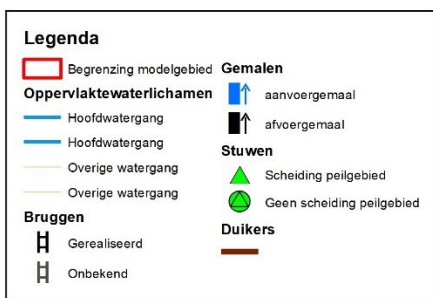 Legenda
Begrenzing modelgebied
Oppervlaktewaterlichamen
Hoofdwatergang
Hoofdwatergang
Overige watergang
Overige watergang
Bruggen
Gerealiseerd
Onbekend
Gemalen
aanvoergemaal
afvoergemaal
Stuwen
Scheiding peilgebied
Geen scheiding peilgebied
Duikers